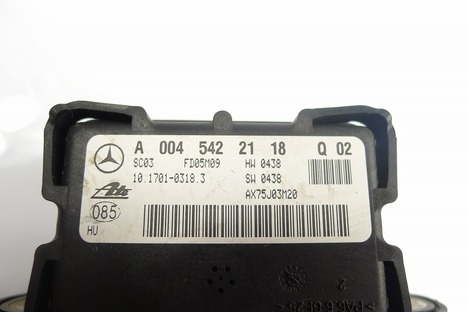 A 004 542 21 18 Q 02
SC03 FD05M09 HW 0438
10.1701-0318.3 SW 0438
Ate AX75J03M20
085
HU
2